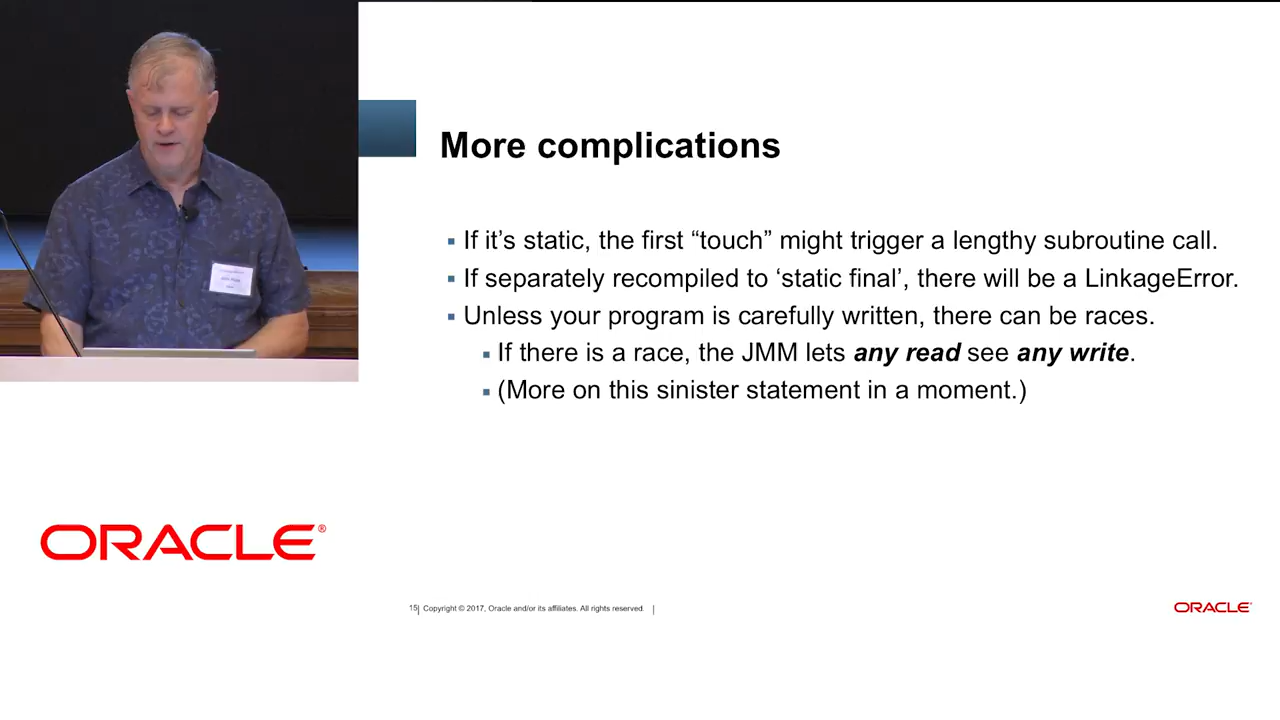 More complications
▪ If it’s static, the first “touch” might trigger a lengthy subroutine call.
▪ If separately recompiled to ‘static final’, there will be a LinkageError.
▪ Unless your program is carefully written, there can be races.
▪ If there is a race, the JMM lets any read see any write.
▪ (More on this sinister statement in a moment.)
ORACLE®
15| Copyright © 2017, Oracle and/or its affiliates. All rights reserved. |
ORACLE®